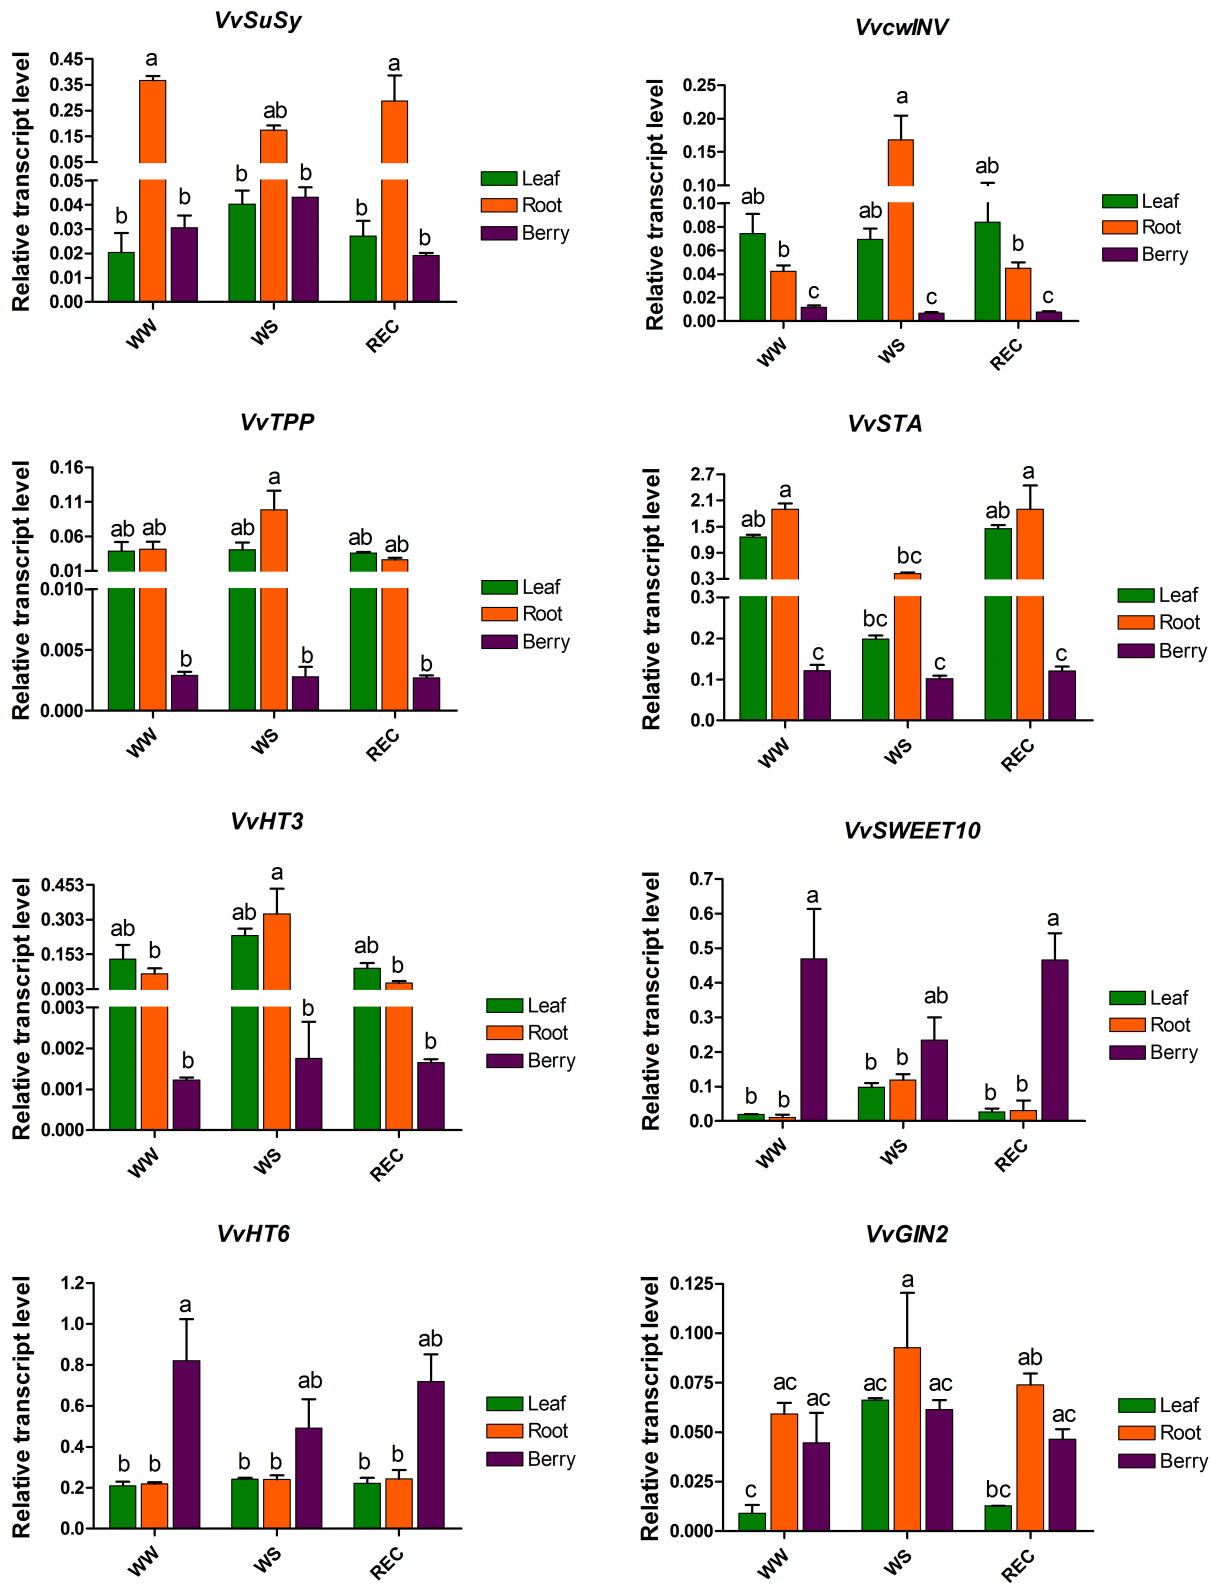 VvSuSy
Relative transcript level
0.45
0.35
0.25
0.15
0.05
0.05
0.04
0.03
0.02
0.01
0.00
b a b
b ab b
b a b
WW WS REC
Leaf
Root
Berry
VvcwINV
Relative transcript level
0.25
0.20
0.15
0.10
0.10
0.08
0.06
0.04
0.02
0.00
ab b c
ab a c
ab b c
WW WS REC
Leaf
Root
Berry
VvTPP
Relative transcript level
0.16
0.11
0.06
0.01
0.010
0.005
0.000
ab ab b
ab a b
ab ab b
WW WS REC
Leaf
Root
Berry
VvSTA
Relative transcript level
2.7
2.1
1.5
0.9
0.3
0.3
0.2
0.1
0.0
ab a c
bc bc c
ab a c
WW WS REC
Leaf
Root
Berry
VvHT3
Relative transcript level
0.453
0.303
0.153
0.003
0.003
0.002
0.001
0.000
ab b b
ab a b
ab b b
WW WS REC
Leaf
Root
Berry
VvSWEET10
Relative transcript level
0.7
0.6
0.5
0.4
0.3
0.2
0.1
0.0
b b a
b b ab
b b a
WW WS REC
Leaf
Root
Berry
VvHT6
Relative transcript level
1.2
1.0
0.8
0.6
0.4
0.2
0.0
b b a
b b ab
b b ab
WW WS REC
Leaf
Root
Berry
VvGIN2
Relative transcript level
0.125
0.100
0.075
0.050
0.025
0.000
c ac ac
ac a ac
bc ab ac
WW WS REC
Leaf
Root
Berry